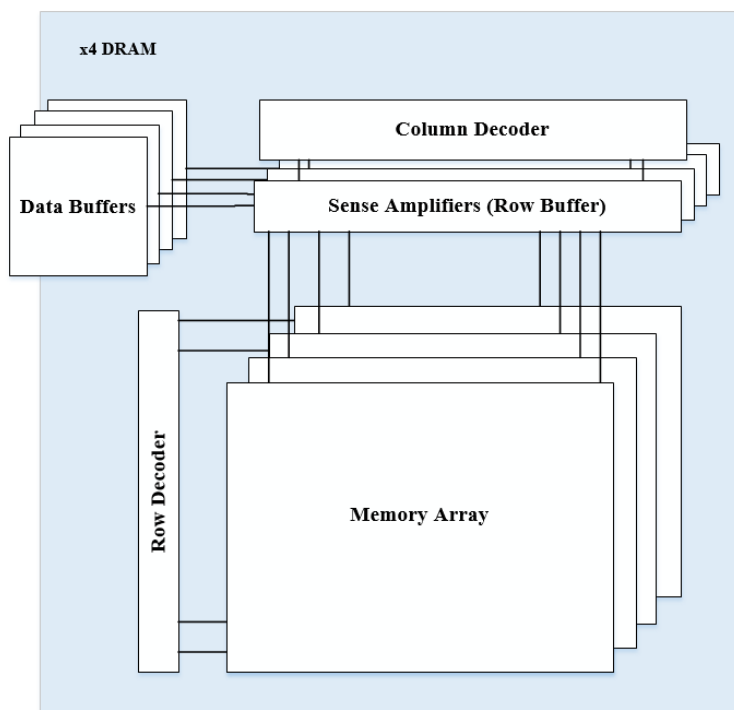 x4 DRAM
Column Decoder
Data Buffers
Sense Amplifiers (Row Buffer)
Row Decoder
Memory Array